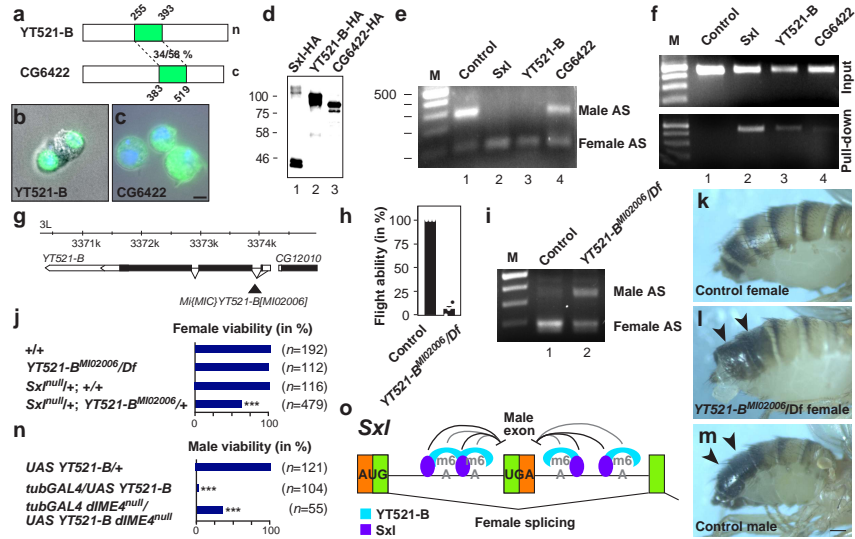 a
255 393
YT521-B n
34/58 %
CG6422 c
383 519
b
YT521-B
c
CG6422
d
Sxl-HA
YT521-B-HA
CG6422-HA
100
75
58
46
1 2 3
e
M Control Sxl YT521-B CG6422
500
Male AS
Female AS
1 2 3 4
f
M Control Sxl YT521-B CG6422
Input
Pull-down
1 2 3 4
g
3L
3371k 3372k 3373k 3374k
YT521-B CG12010
Mi{MIC}YT521-B[MI02006]
h
Flight ability (in %)
100
75
50
25
0
Control
YT521-B^MI02006/Df
i
M Control YT521-B^MI02006/Df
Male AS
Female AS
1 2
j
Female viability (in %)
+/+ (n=192)
YT521-B^MI02006/Df (n=112)
Sxl^null/+; +/+ (n=116)
Sxl^null/+; YT521-B^MI02006/+ *** (n=479)
0 100
k
Control female
l
YT521-B^MI02006/Df female
m
Control male
n
Male viability (in %)
UAS YT521-B/+ (n=121)
tubGAL4/UAS YT521-B *** (n=104)
tubGAL4 dIME4^null/
UAS YT521-B dIME4^null *** (n=55)
0 100
o
Sxl
Male
exon
AUG m6A m6A UGA m6A m6A
Female splicing
YT521-B
Sxl